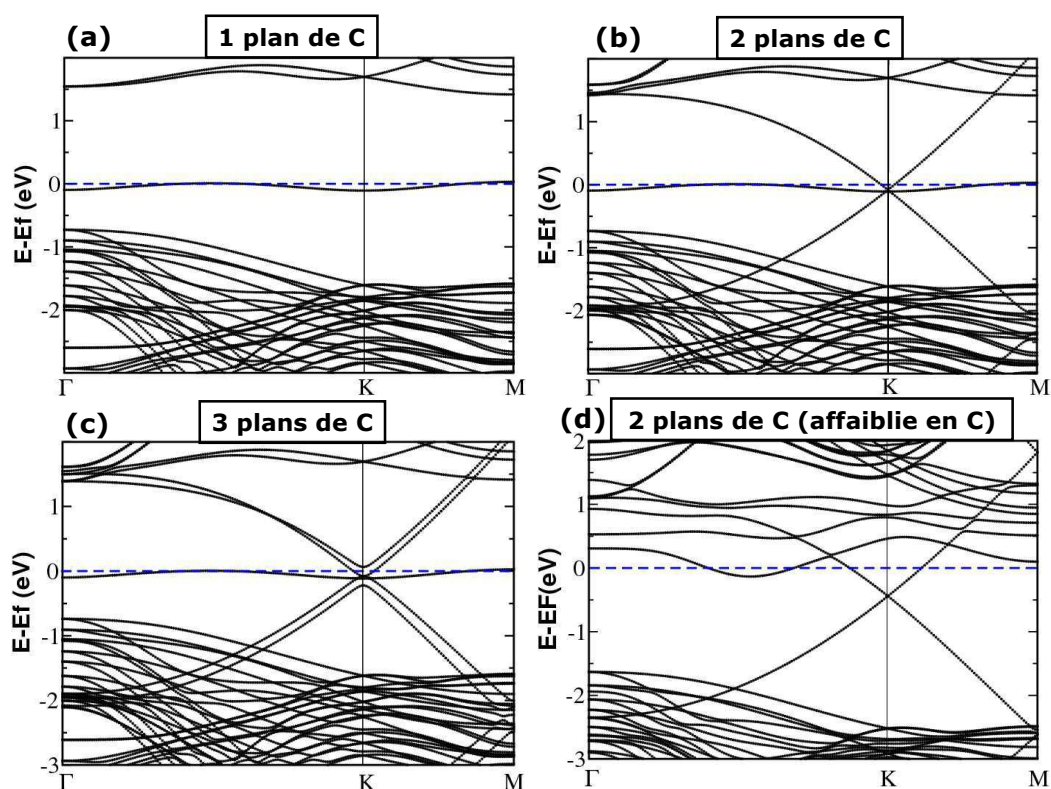 (a)
1 plan de C
(b)
2 plans de C
E-Ef (eV)
1
0
-1
-2
Γ
K
M
E-Ef (eV)
1
0
-1
-2
Γ
K
M
(c)
3 plans de C
(d)
2 plans de C (affaiblie en C)
E-Ef (eV)
1
0
-1
-2
-3
Γ
K
M
E-EF(eV)
2
1
0
-1
-2
-3
Γ
K
M